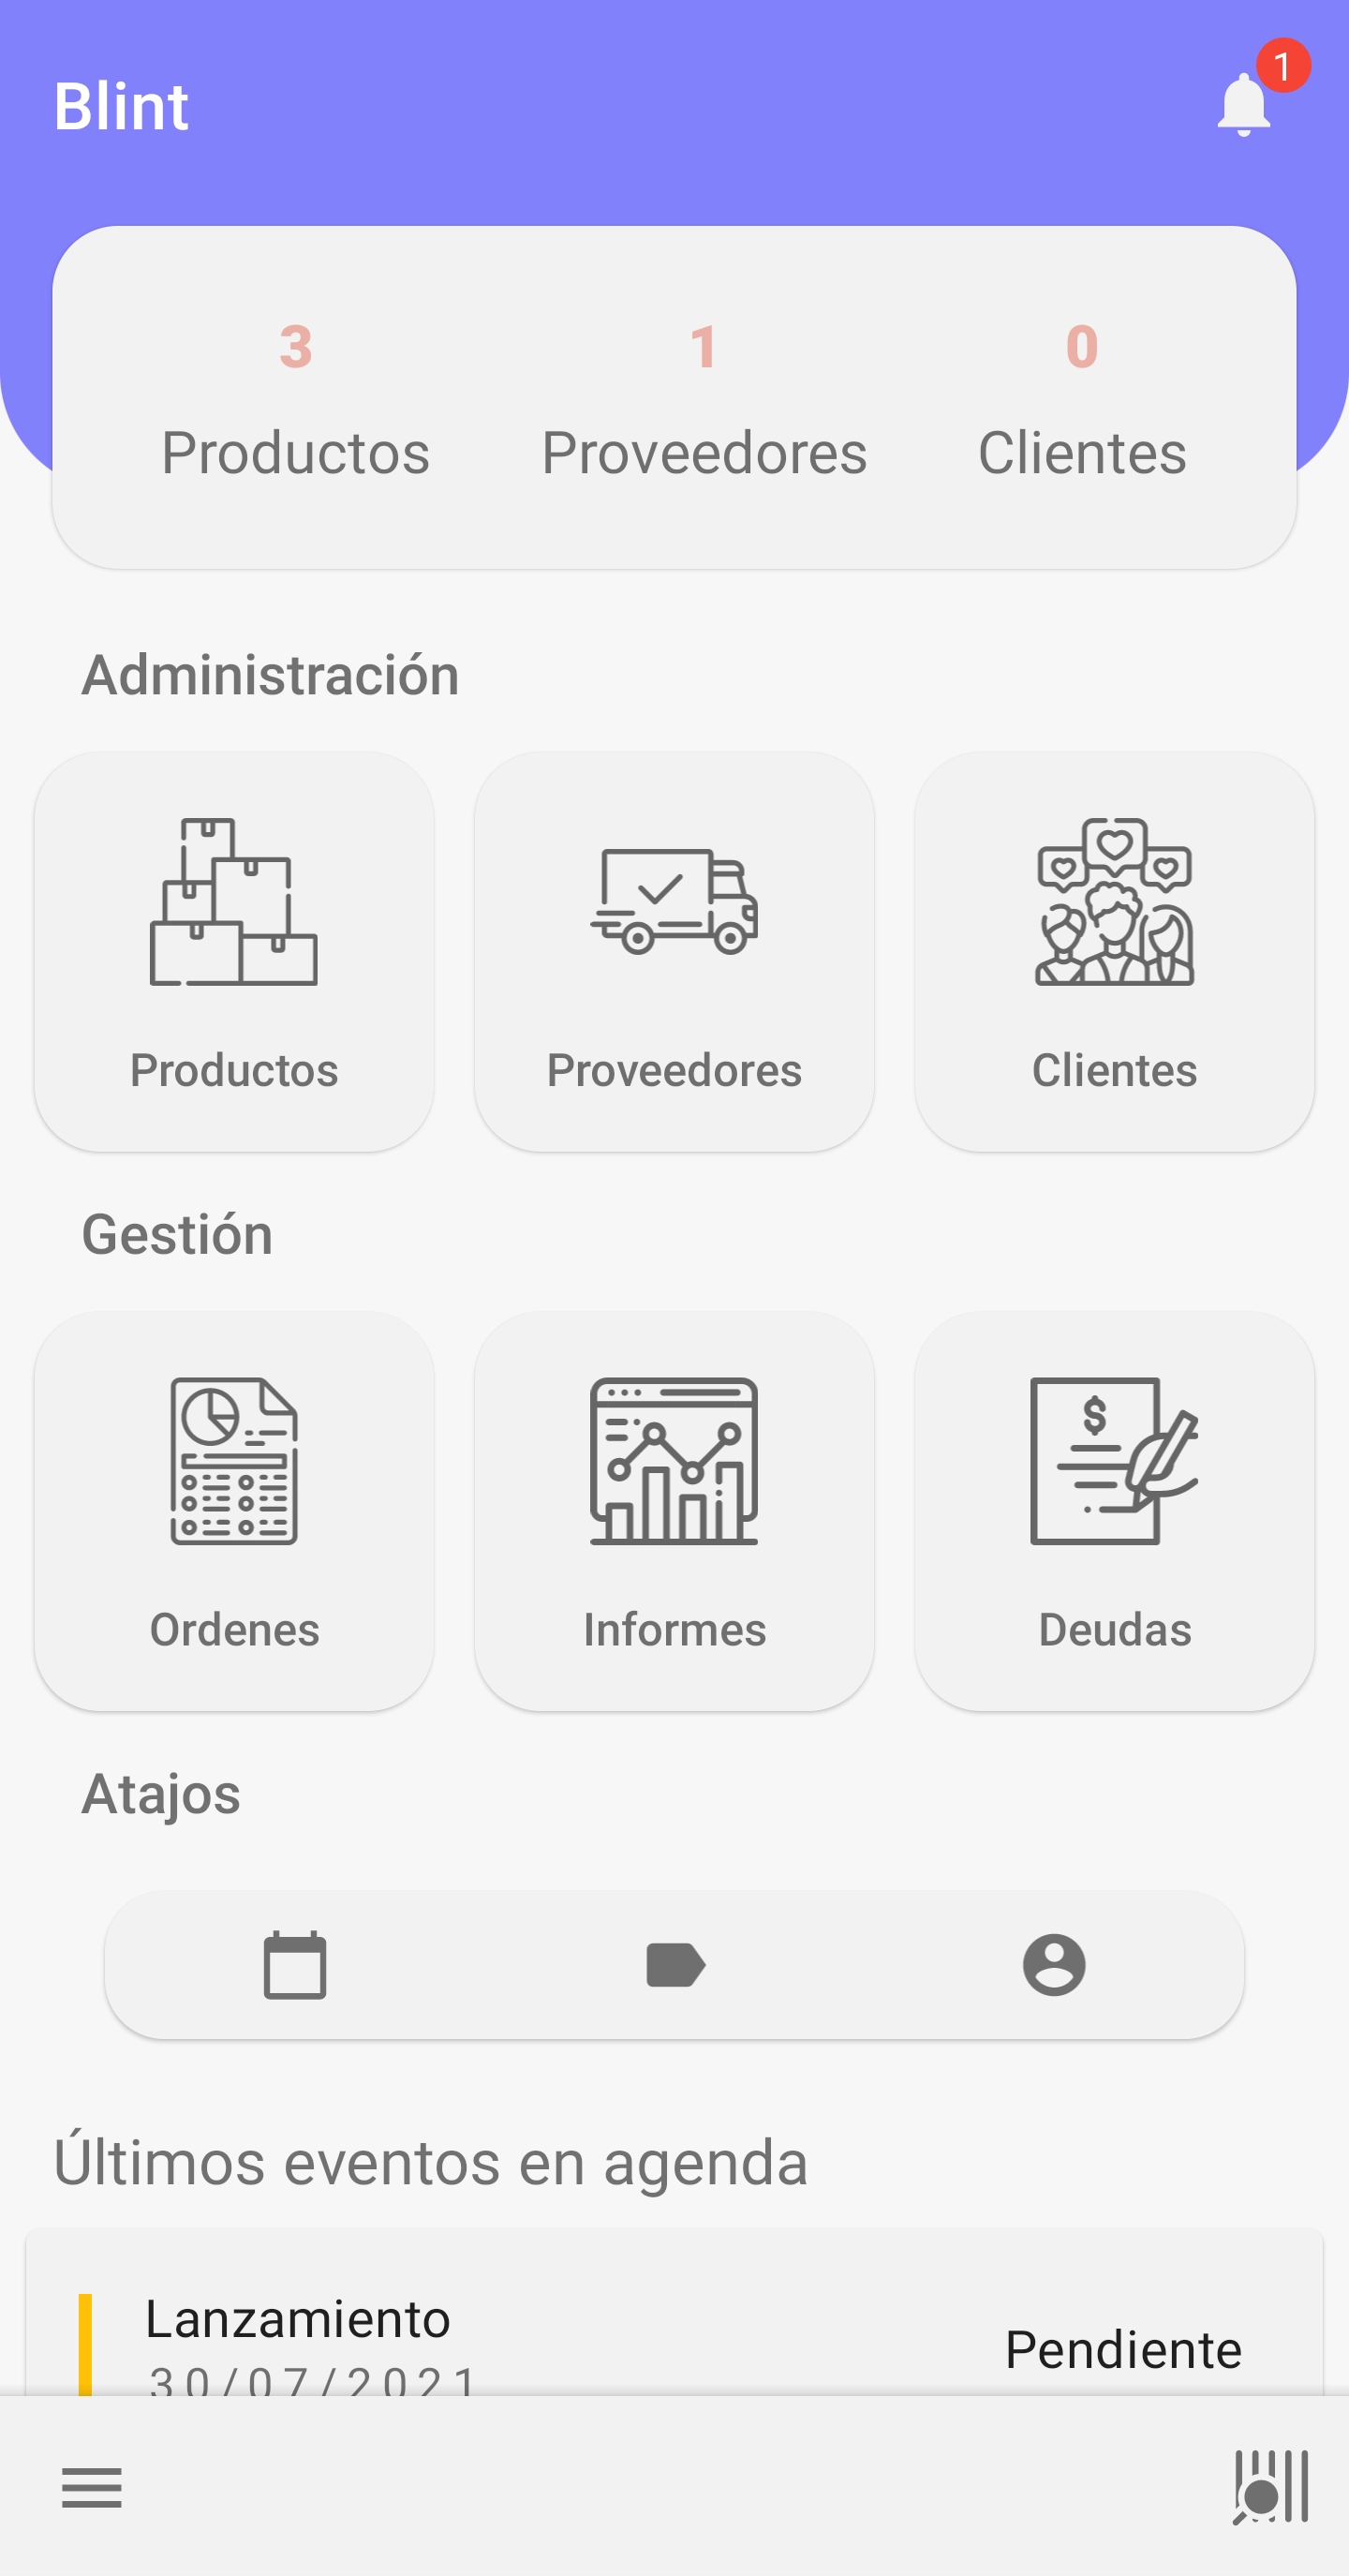 Blint
1
3 1 0
Productos Proveedores Clientes
Administración
Productos Proveedores Clientes
Gestión
$
Ordenes Informes Deudas
Atajos
Últimos eventos en agenda
Lanzamiento
Pendiente
30/07/2021